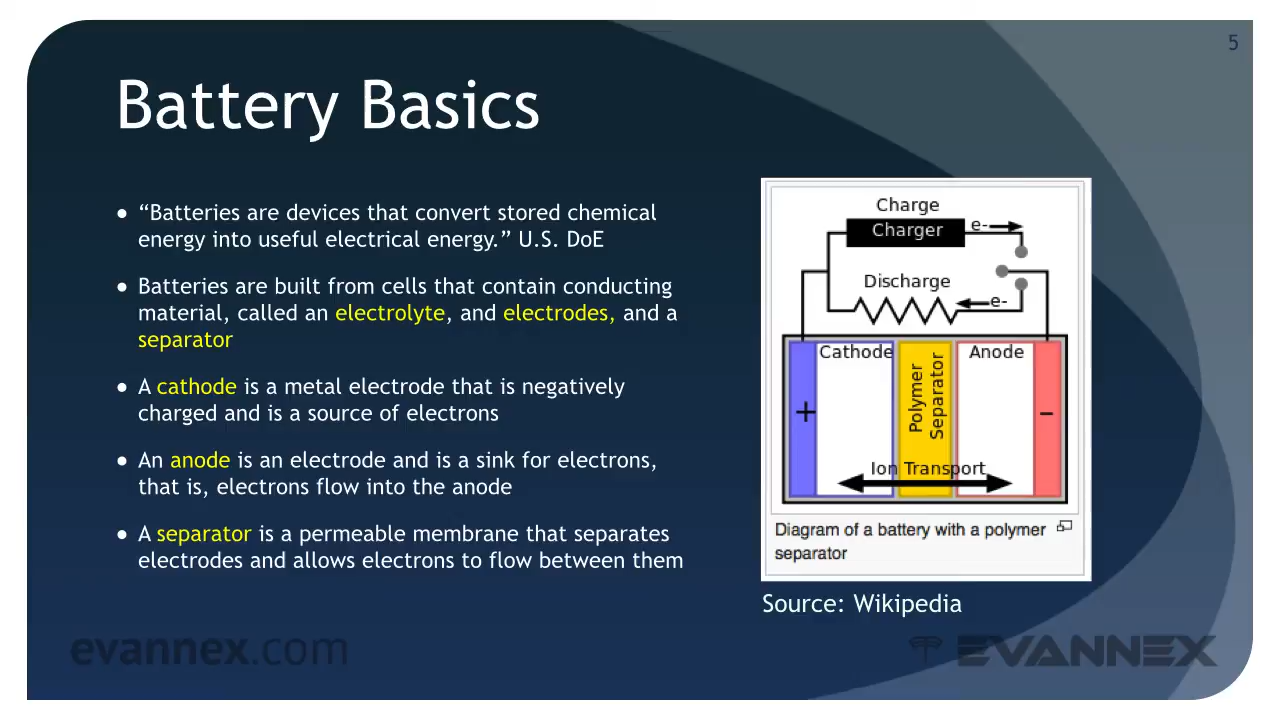 5
Battery Basics
● “Batteries are devices that convert stored chemical
energy into useful electrical energy.” U.S. DoE
● Batteries are built from cells that contain conducting
material, called an electrolyte, and electrodes, and a
separator
● A cathode is a metal electrode that is negatively
charged and is a source of electrons
● An anode is an electrode and is a sink for electrons,
that is, electrons flow into the anode
● A separator is a permeable membrane that separates
electrodes and allows electrons to flow between them
Charge
Charger
e-
Discharge
e-
Cathode
Polymer
Separator
Anode
+
-
Ion Transport
Diagram of a battery with a polymer
separator
Source: Wikipedia
evannex.com
EVANNEX